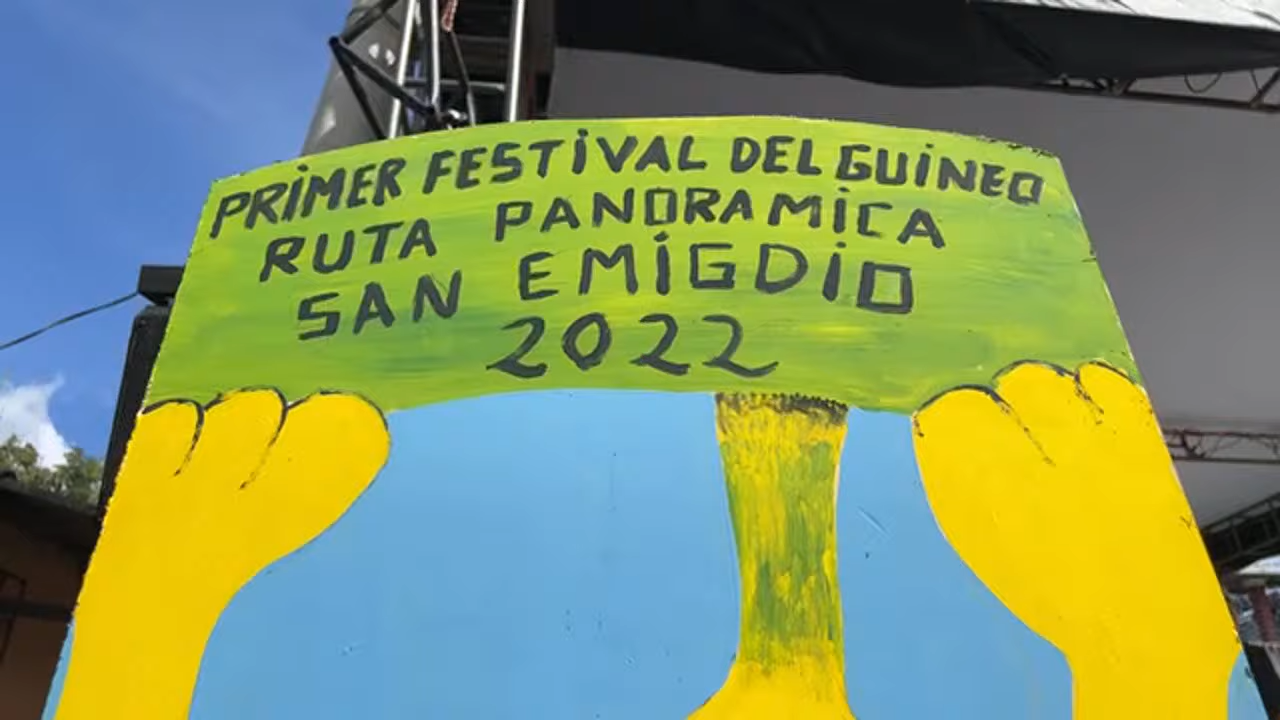 PRIMER FESTIVAL DEL GUINEO
RUTA PANORAMICA
SAN EMIGDIO
2022